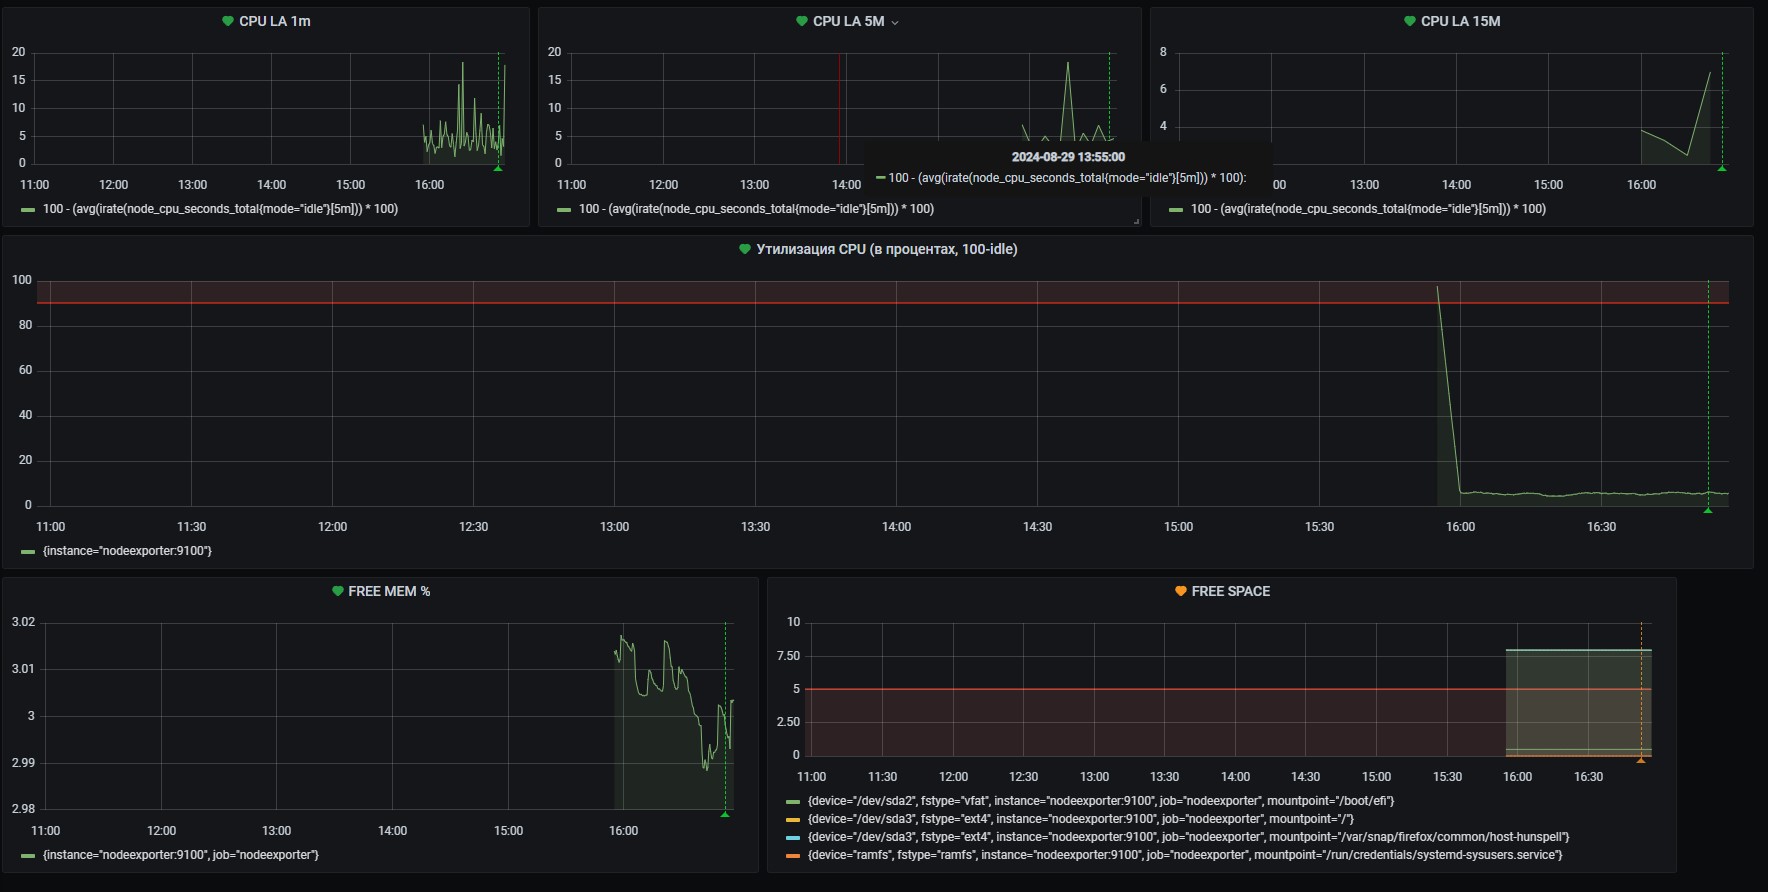 CPU LA 1m
20
15
10
5
0
11:00 12:00 13:00 14:00 15:00 16:00
100 - (avg(irate(node_cpu_seconds_total{mode="idle"}[5m])) * 100)
CPU LA 5M
20
15
10
5
0
11:00 12:00 13:00 14:00
2024-08-29 13:55:00
100 - (avg(irate(node_cpu_seconds_total{mode="idle"}[5m])) * 100):
100 - (avg(irate(node_cpu_seconds_total{mode="idle"}[5m])) * 100)
CPU LA 15M
8
6
4
00 13:00 14:00 15:00 16:00
100 - (avg(irate(node_cpu_seconds_total{mode="idle"}[5m])) * 100)
Утилизация CPU (в процентах, 100-idle)
100
80
60
40
20
0
11:00 11:30 12:00 12:30 13:00 13:30 14:00 14:30 15:00 15:30 16:00 16:30
{instance="nodeexporter:9100"}
FREE MEM %
3.02
3.01
3
2.99
2.98
11:00 12:00 13:00 14:00 15:00 16:00
{instance="nodeexporter:9100", job="nodeexporter"}
FREE SPACE
10
7.50
5
2.50
0
11:00 11:30 12:00 12:30 13:00 13:30 14:00 14:30 15:00 15:30 16:00 16:30
{device="/dev/sda2", fstype="vfat", instance="nodeexporter:9100", job="nodeexporter", mountpoint="/boot/efi"}
{device="/dev/sda3", fstype="ext4", instance="nodeexporter:9100", job="nodeexporter", mountpoint="/"}
{device="/dev/sda3", fstype="ext4", instance="nodeexporter:9100", job="nodeexporter", mountpoint="/var/snap/firefox/common/host-hunspell"}
{device="ramfs", fstype="ramfs", instance="nodeexporter:9100", job="nodeexporter", mountpoint="/run/credentials/systemd-sysusers.service"}